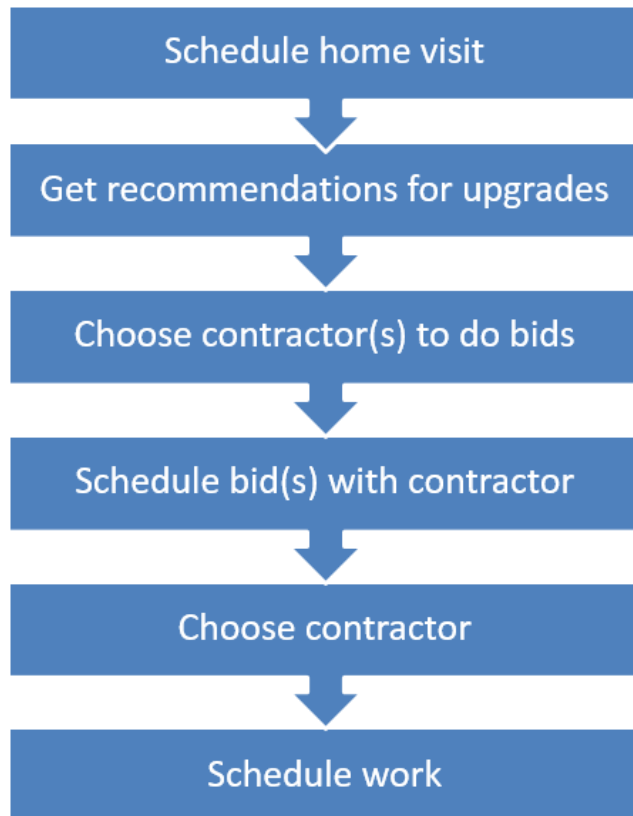 Schedule home visit
Get recommendations for upgrades
Choose contractor(s) to do bids
Schedule bid(s) with contractor
Choose contractor
Schedule work